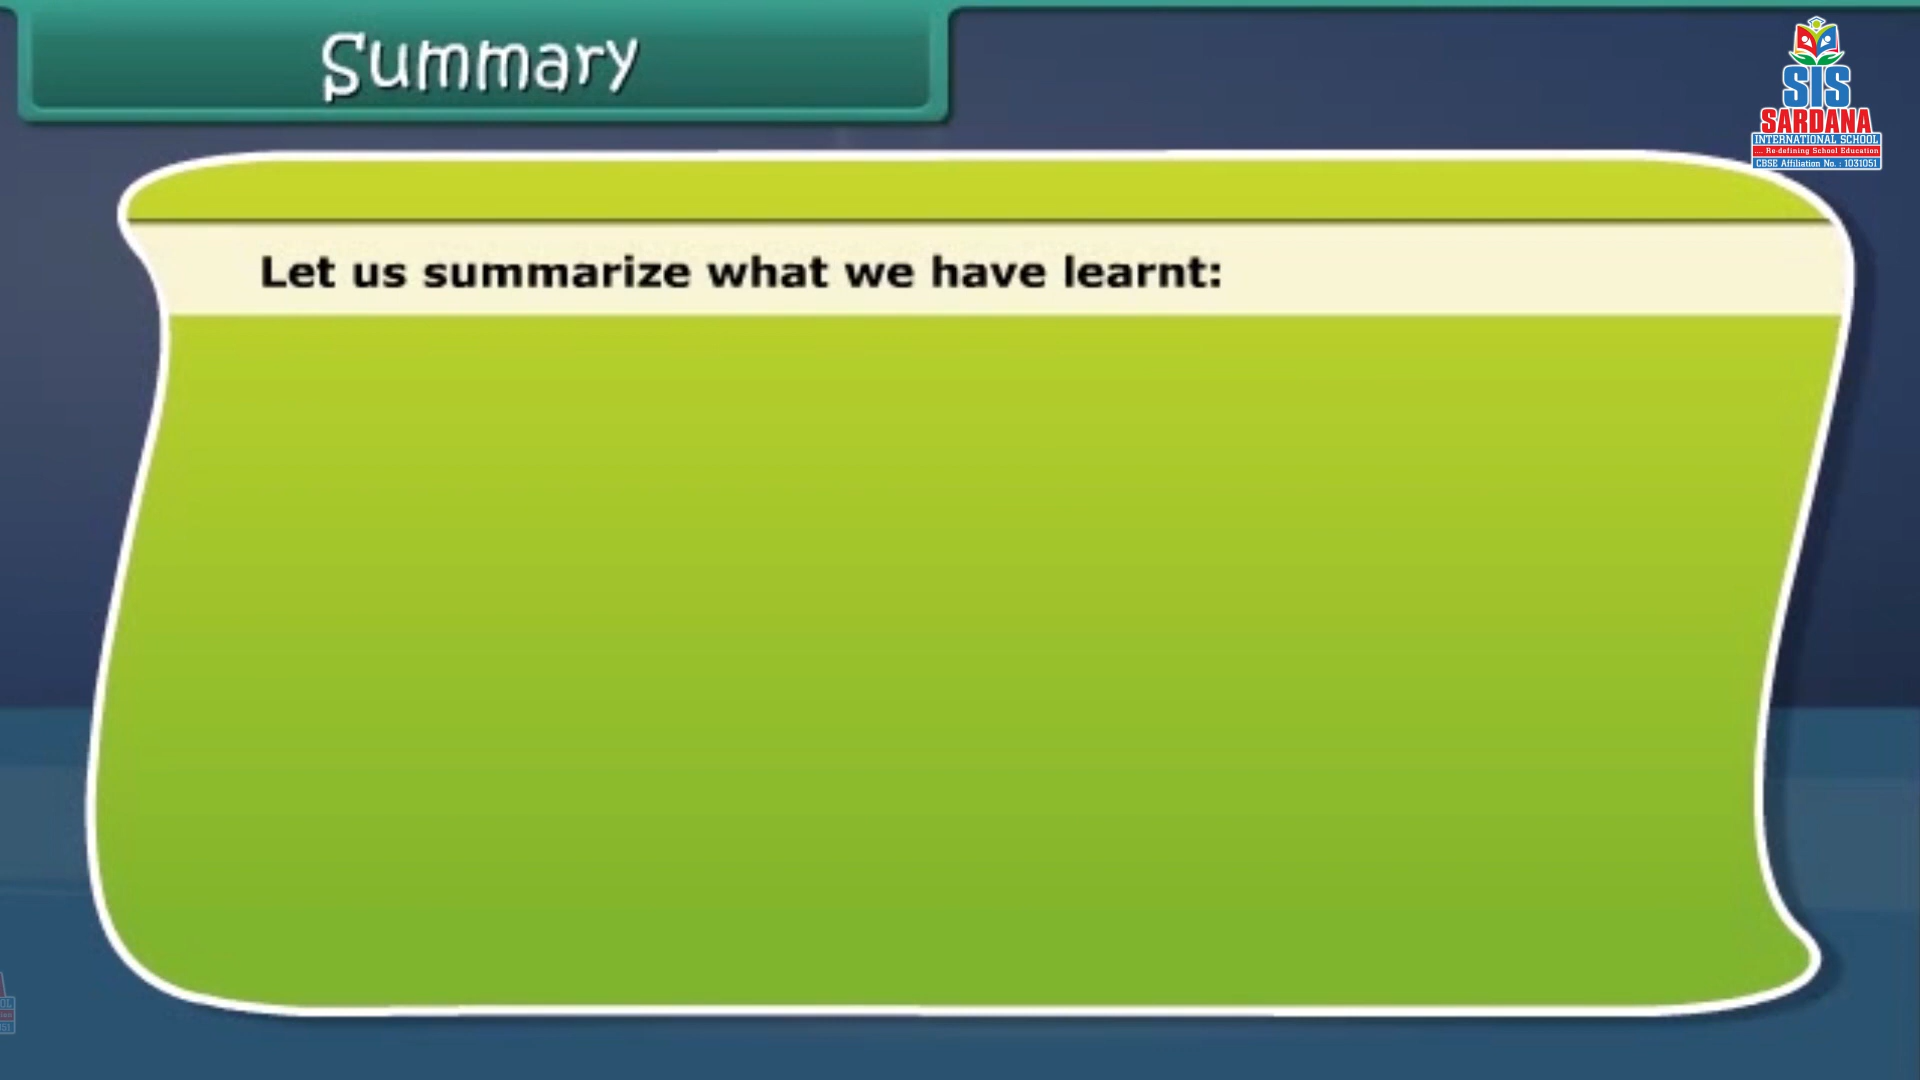 Summary
SIS
SARDANA
INTERNATIONAL SCHOOL
.... Re-defining School Education
CBSE Affiliation No. : 1031051
Let us summarize what we have learnt: